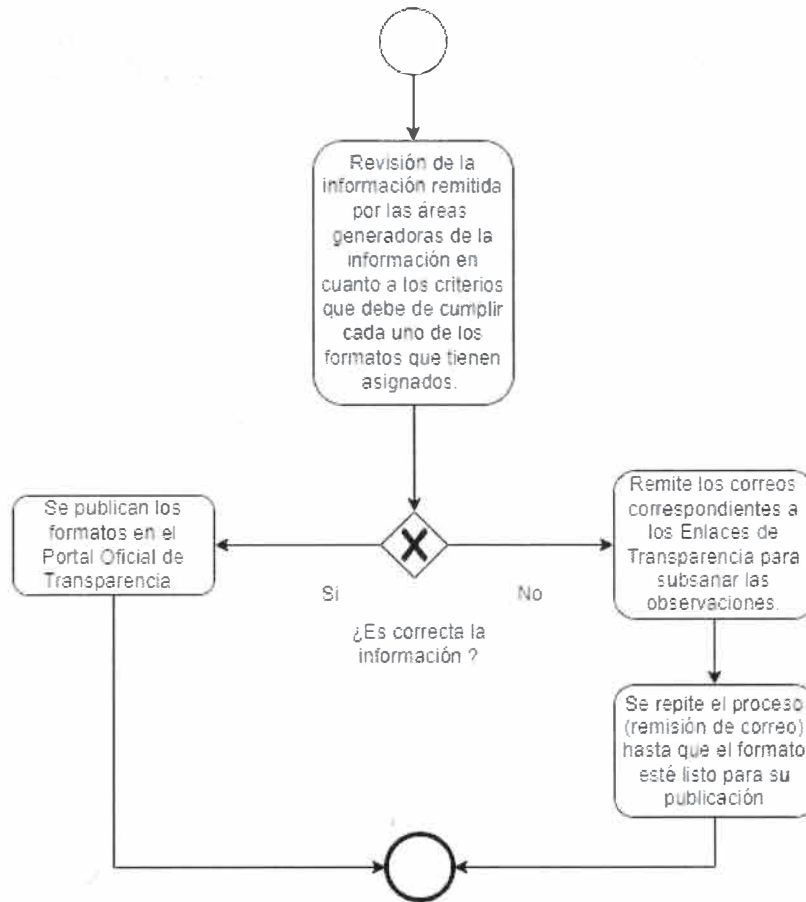 Revisión de la
información remitida
por las áreas
generadoras de la
información en
cuanto a los criterios
que debe de cumplir
cada uno de los
formatos que tienen
asignados.
Se publican los
formatos en el
Portal Oficial de
Transparencia
Si
No
¿Es correcta la
información ?
Remite los correos
correspondientes a
los Enlaces de
Transparencia para
subsanar las
observaciones.
Se repite el proceso
(remisión de correo)
hasta que el formato
esté listo para su
publicación